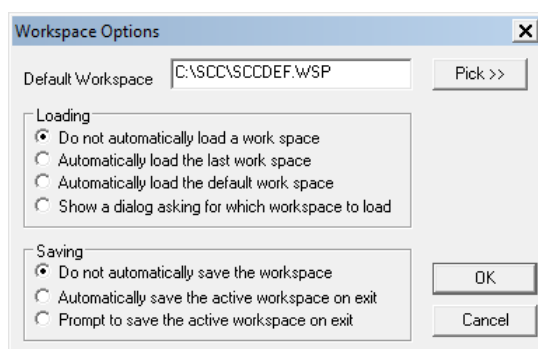 Workspace Options
Default Workspace C:\SCC\SCCDEF.WSP Pick >>
Loading
Do not automatically load a work space
Automatically load the last work space
Automatically load the default work space
Show a dialog asking for which workspace to load
Saving
Do not automatically save the workspace
Automatically save the active workspace on exit
Prompt to save the active workspace on exit
OK
Cancel